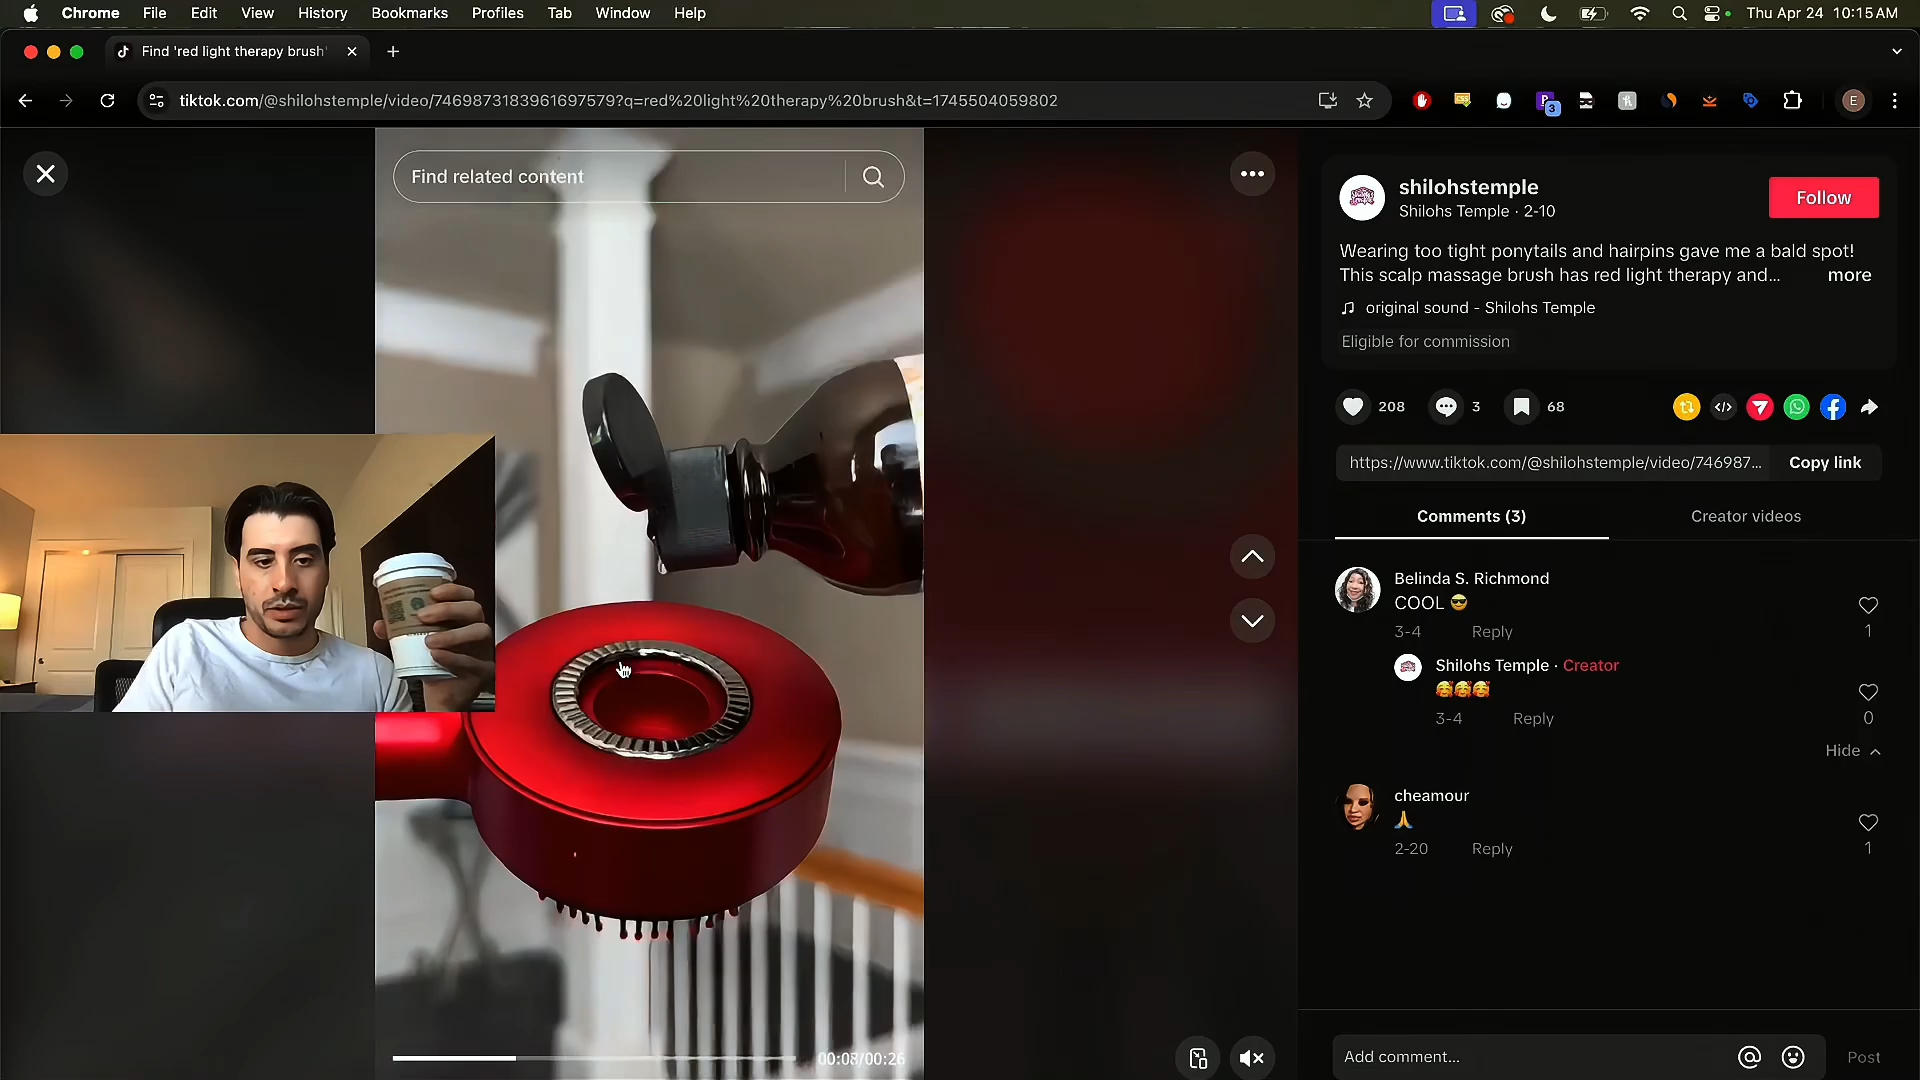 Chrome File Edit View History Bookmarks Profiles Tab Window Help
Thu Apr 24 10:15 AM
Find 'red light therapy brush'
tiktok.com/@shilohstemple/video/7469873183961697579?q=red%20light%20therapy%20brush&t=1745504059802
3
E
Find related content
shilohstemple
Shilohs Temple · 2-10
Follow
Wearing too tight ponytails and hairpins gave me a bald spot!
This scalp massage brush has red light therapy and... more
original sound - Shilohs Temple
Eligible for commission
208
3
68
https://www.tiktok.com/@shilohstemple/video/746987...
Copy link
Comments (3)
Creator videos
Belinda S. Richmond
COOL 😎
3-4 Reply
1
Shilohs Temple · Creator
🥰🥰🥰
3-4 Reply
0
Hide
cheamour
🙏
2-20 Reply
1
00:08/00:26
Add comment...
Post